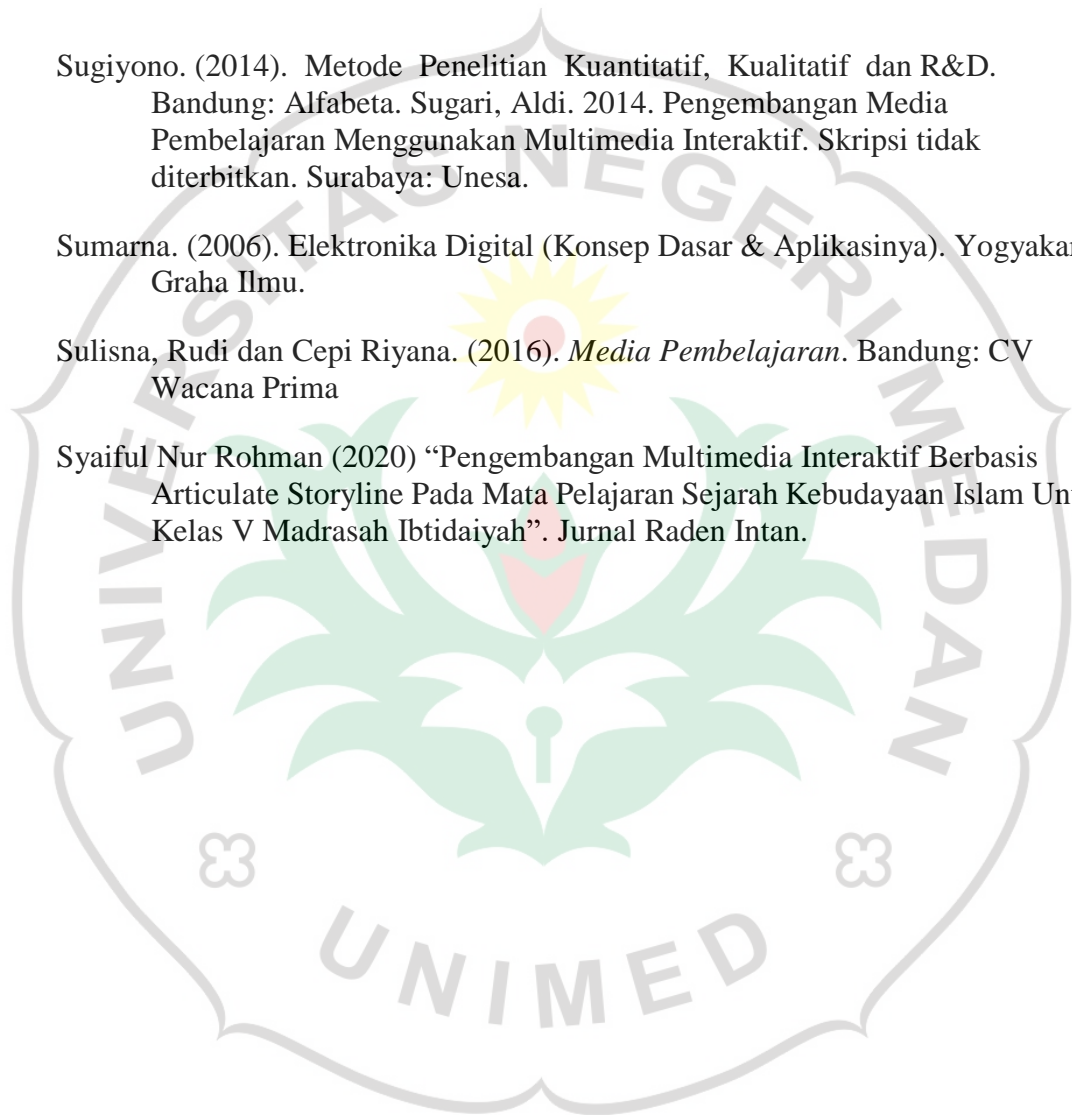 Sugiyono. (2014). Metode Penelitian Kuantitatif, Kualitatif dan R&D.
Bandung: Alfabeta. Sugari, Aldi. 2014. Pengembangan Media
Pembelajaran Menggunakan Multimedia Interaktif. Skripsi tidak
diterbitkan. Surabaya: Unesa.
Sumarna. (2006). Elektronika Digital (Konsep Dasar & Aplikasinya). Yogyakar
Graha Ilmu.
Sulisna, Rudi dan Cepi Riyana. (2016). Media Pembelajaran. Bandung: CV
Wacana Prima
Syaiful Nur Rohman (2020) “Pengembangan Multimedia Interaktif Berbasis
Articulate Storyline Pada Mata Pelajaran Sejarah Kebudayaan Islam Un
Kelas V Madrasah Ibtidaiyah”. Jurnal Raden Intan.
UNIVERSITAS NEGERI MEDAN
UNIMED